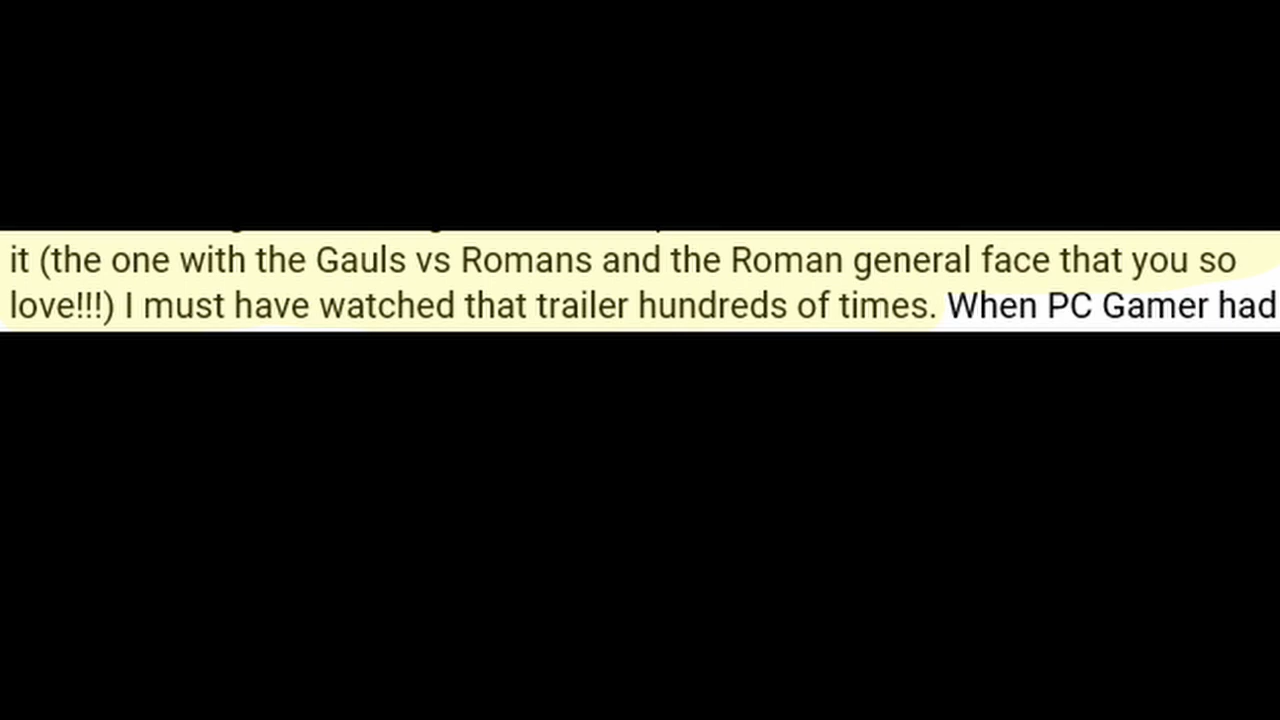 it (the one with the Gauls vs Romans and the Roman general face that you so
love!!!) I must have watched that trailer hundreds of times. When PC Gamer had